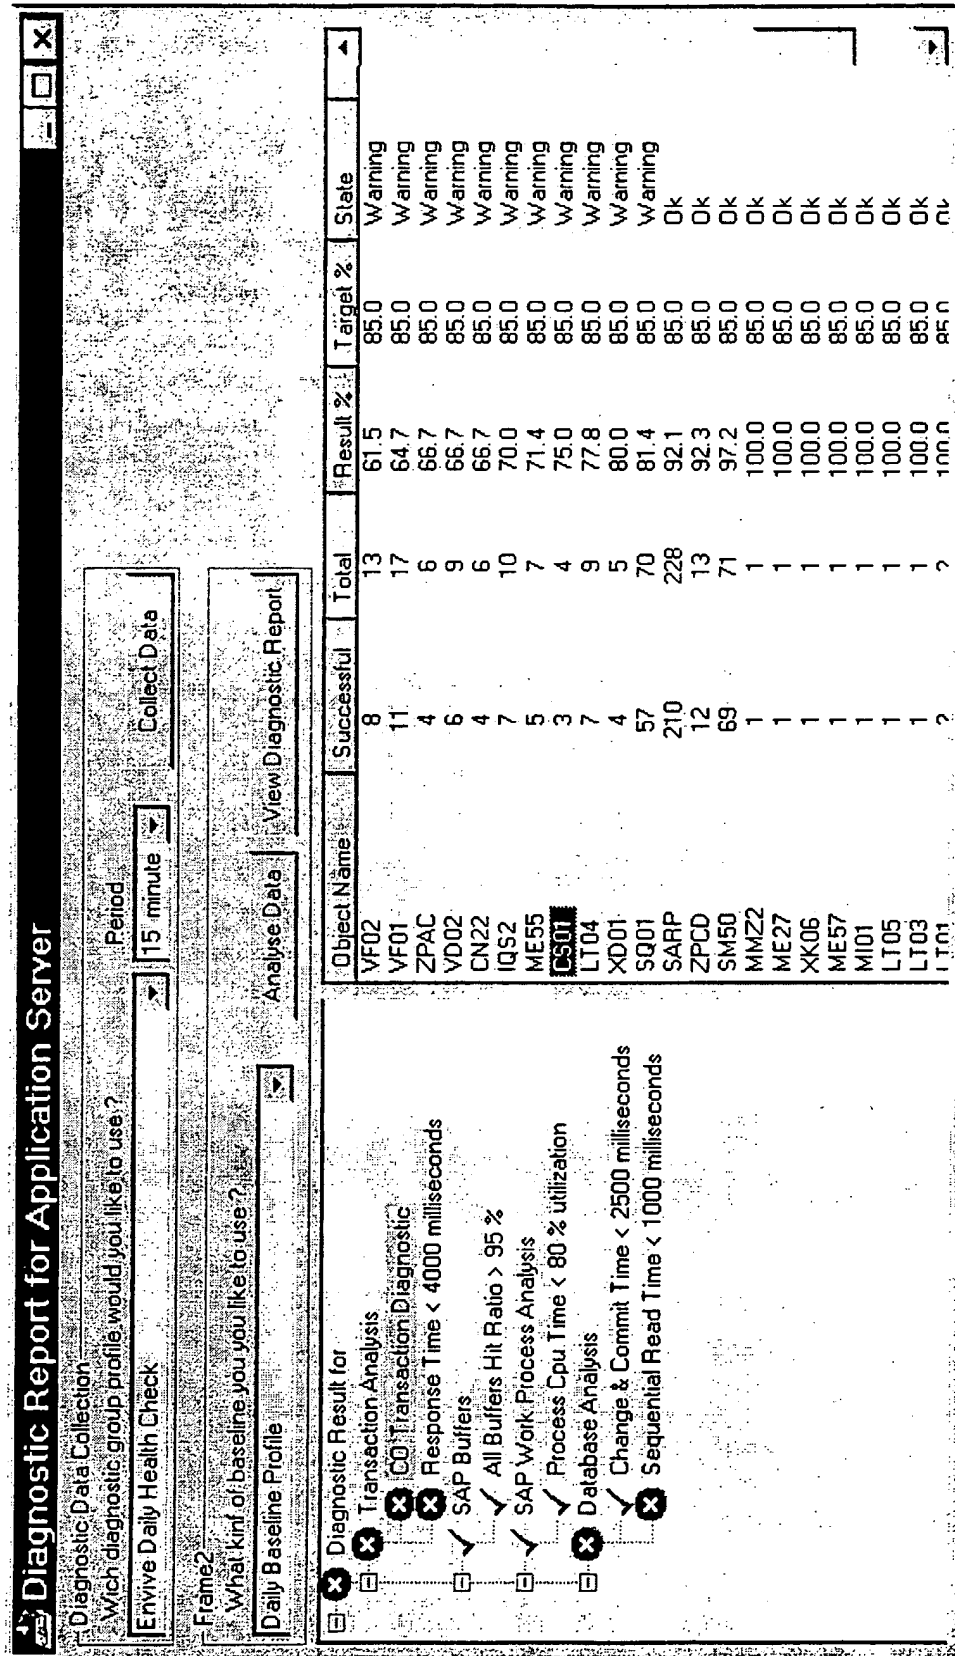 Diagnostic Report for Application Server
Diagnostic Data Collection
Wich diagnostic group profile would you like to use ?
Period
Envive Daily Health Check
15 minute
Collect Data
Frame2
What kinf of baseline you you like to use ?
Daily Baseline Profile
Analyse Data
View Diagnostic Report
Diagnostic Result for
Transaction Analysis
CO1 Transaction Diagnostic
Response Time < 4000 milliseconds
SAP Buffers
All Buffers Hit Ratio > 95 %
SAP Work Process Analysis
Process Cpu Time < 80 % utilization
Database Analysis
Change & Commit Time < 2500 milliseconds
Sequential Read Time < 1000 milliseconds
Object Name Successful Total Result % Target % State
VF02 8 13 61.5 85.0 Warning
VF01 11 17 64.7 85.0 Warning
ZPAC 4 6 66.7 85.0 Warning
VD02 6 9 66.7 85.0 Warning
CN22 4 6 66.7 85.0 Warning
IQS2 7 10 70.0 85.0 Warning
ME55 5 7 71.4 85.0 Warning
CS01 3 4 75.0 85.0 Warning
LT04 7 9 77.8 85.0 Warning
XD01 4 5 80.0 85.0 Warning
SQ01 57 70 81.4 85.0 Warning
SARP 210 228 92.1 85.0 Ok
ZPCD 12 13 92.3 85.0 Ok
SM50 69 71 97.2 85.0 Ok
MMZ2 1 1 100.0 85.0 Ok
ME27 1 1 100.0 85.0 Ok
XK06 1 1 100.0 85.0 Ok
ME57 1 1 100.0 85.0 Ok
MI01 1 1 100.0 85.0 Ok
LT05 1 1 100.0 85.0 Ok
LT03 1 1 100.0 85.0 Ok
LT01 100.0 85.0 Ok